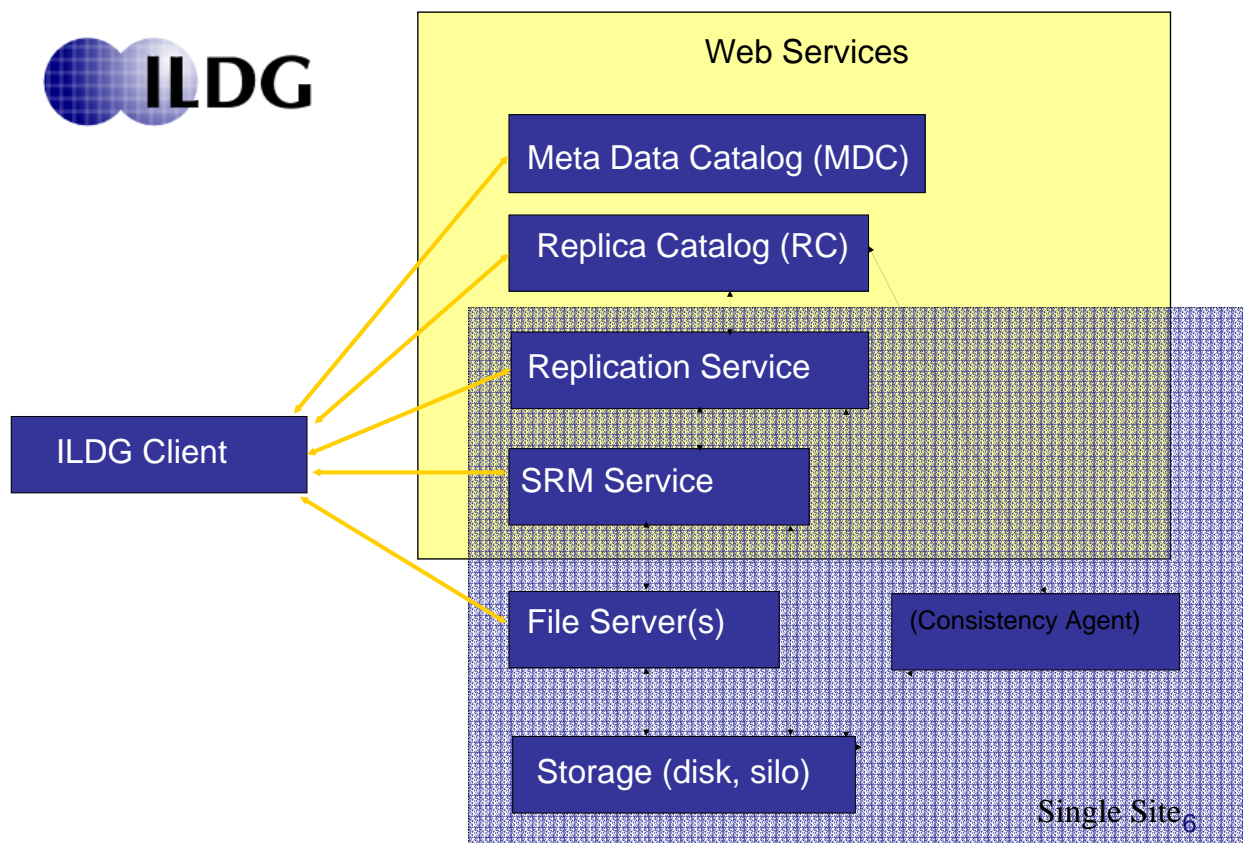 ILDG
Web Services
Meta Data Catalog (MDC)
Replica Catalog (RC)
Replication Service
ILDG Client
SRM Service
File Server(s)
(Consistency Agent)
Storage (disk, silo)
Single Site
6